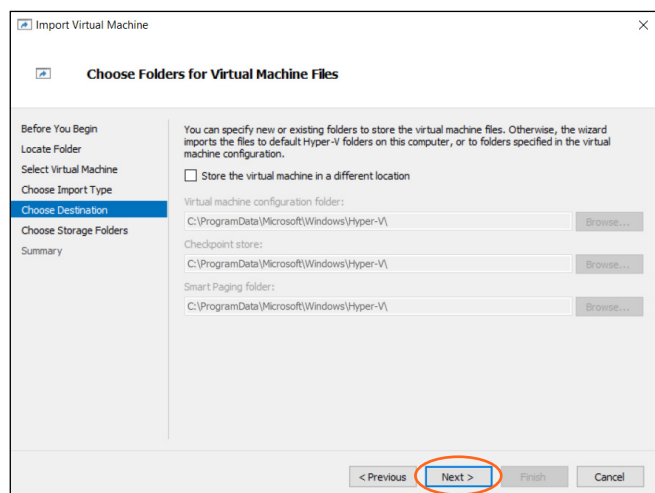 Import Virtual Machine
Choose Folders for Virtual Machine Files
Before You Begin
Locate Folder
Select Virtual Machine
Choose Import Type
Choose Destination
Choose Storage Folders
Summary
You can specify new or existing folders to store the virtual machine files. Otherwise, the wizard
imports the files to default Hyper-V folders on this computer, or to folders specified in the virtual
machine configuration.
Store the virtual machine in a different location
Virtual machine configuration folder:
C:\ProgramData\Microsoft\Windows\Hyper-V\ Browse...
Checkpoint store:
C:\ProgramData\Microsoft\Windows\Hyper-V\ Browse...
Smart Paging folder:
C:\ProgramData\Microsoft\Windows\Hyper-V\ Browse...
< Previous Next > Finish Cancel